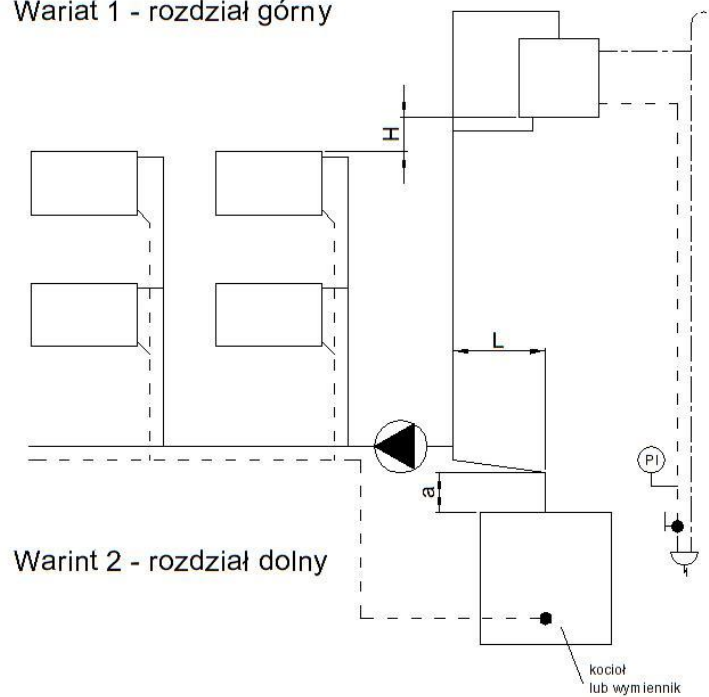 Wariat 1 - rozdział górny
H
L
PI
a
Warint 2 - rozdział dolny
kocioł
lub wymiennik